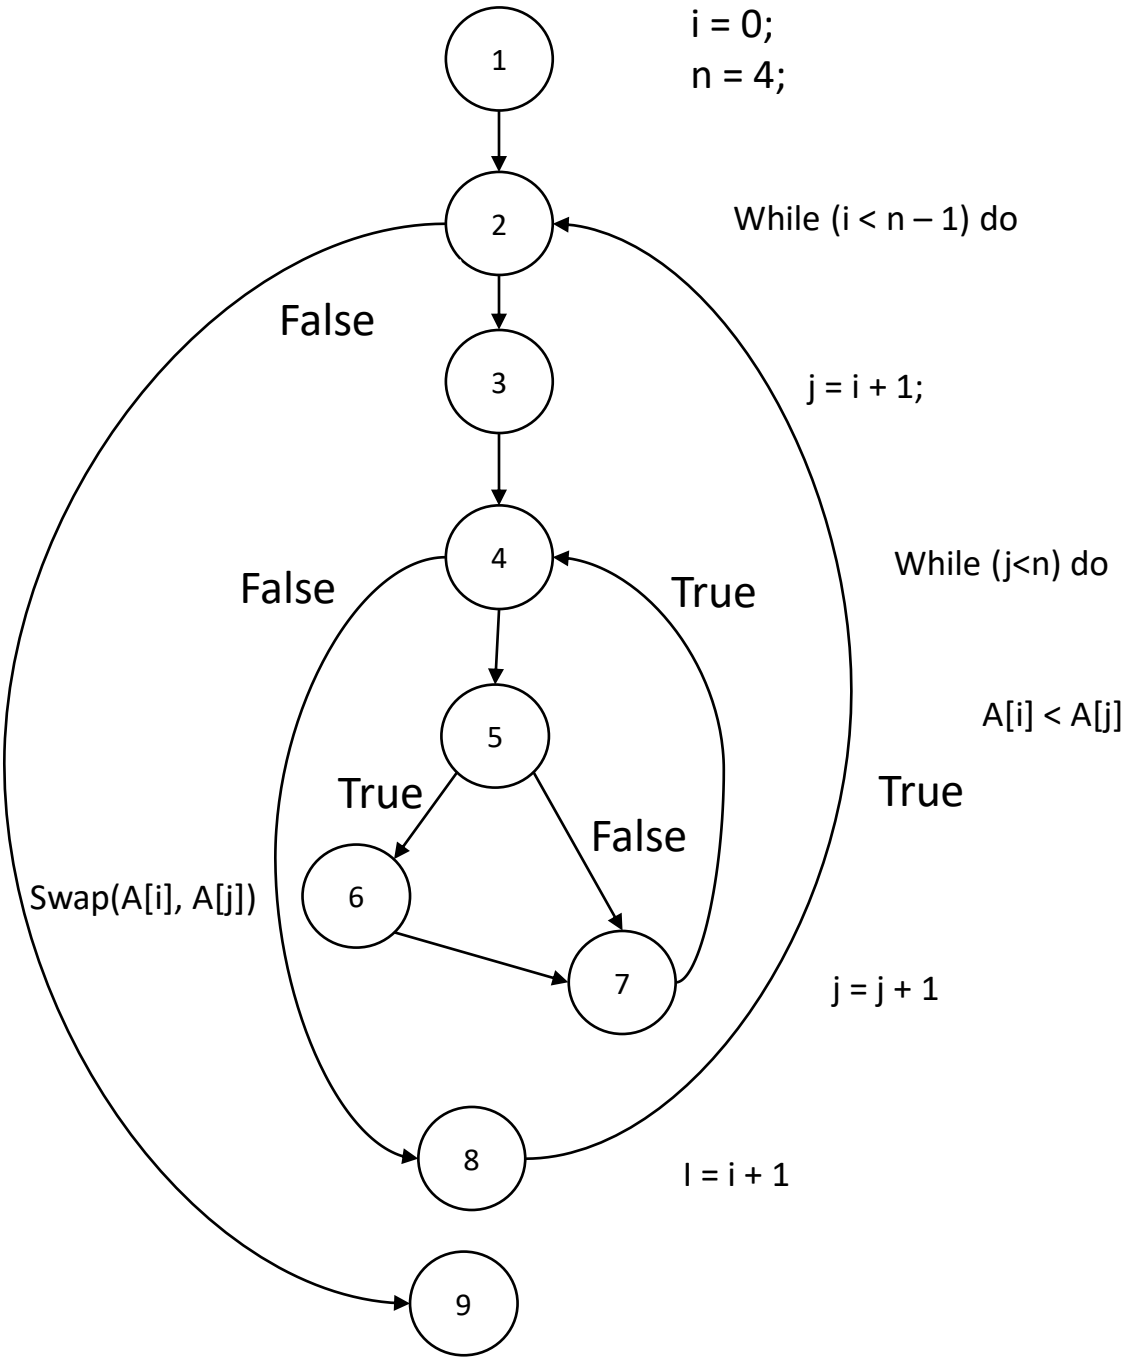 i = 0;
1
n = 4;
2
While (i < n – 1) do
False
3
j = i + 1;
4
While (j<n) do
False
True
A[i] < A[j]
5
True
True
False
Swap(A[i], A[j])
6
7
j = j + 1
8
I = i + 1
9